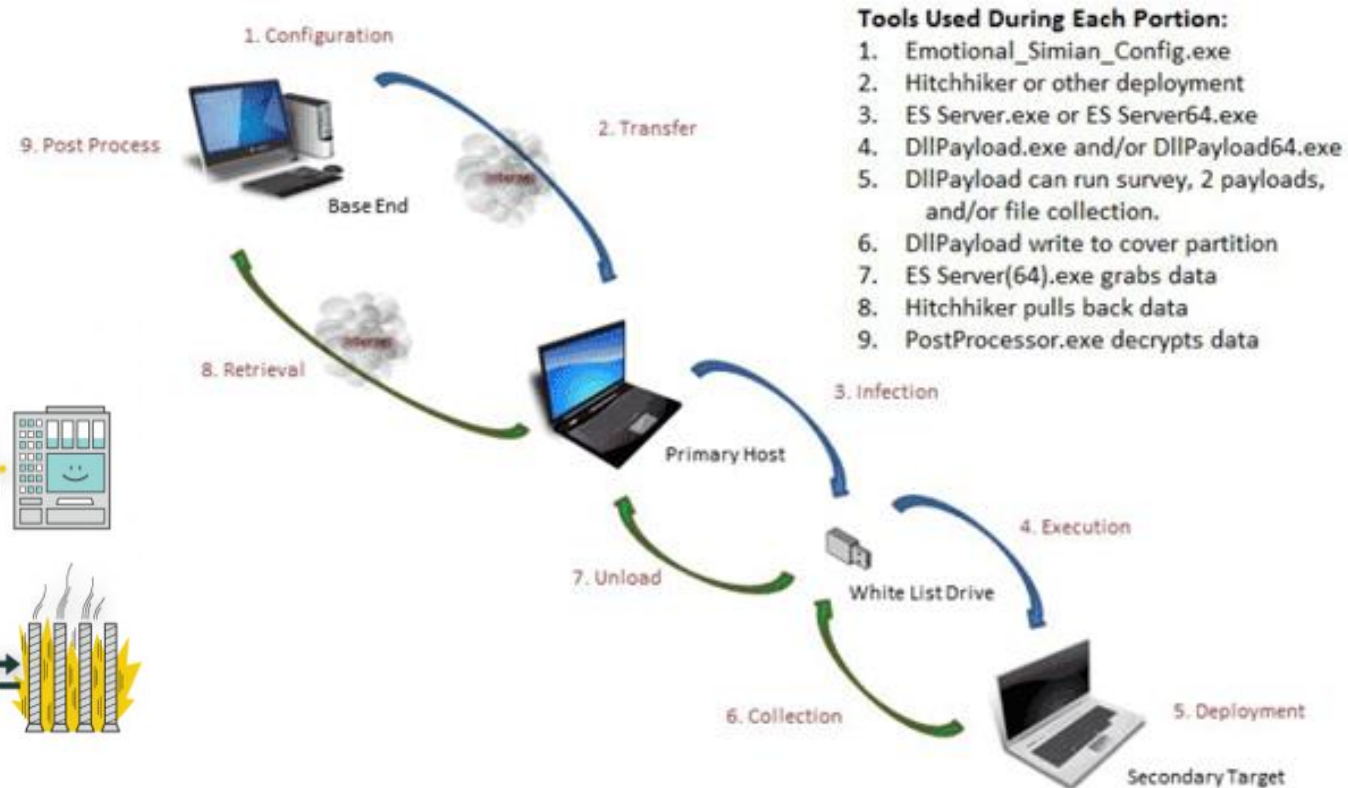 Tools Used During Each Portion:
1. Emotional_Simian_Config.exe
2. Hitchhiker or other deployment
3. ES Server.exe or ES Server64.exe
4. DllPayload.exe and/or DllPayload64.exe
5. DllPayload can run survey, 2 payloads,
and/or file collection.
6. DllPayload write to cover partition
7. ES Server(64).exe grabs data
8. Hitchhiker pulls back data
9. PostProcessor.exe decrypts data
1. Configuration
2. Transfer
9. Post Process
Internet
Base End
Internet
8. Retrieval
3. Infection
Primary Host
4. Execution
7. Unload
White List Drive
6. Collection
5. Deployment
Secondary Target